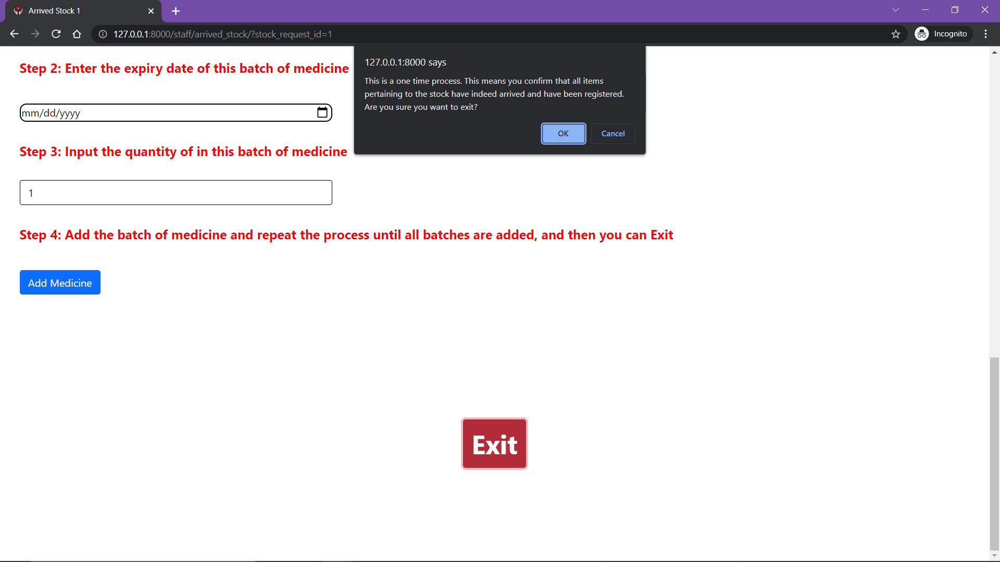 Arrived Stock 1
127.0.0.1:8000/staff/arrived_stock/?stock_request_id=1
Incognito
127.0.0.1:8000 says
This is a one time process. This means you confirm that all items
pertaining to the stock have indeed arrived and have been registered.
Are you sure you want to exit?
OK
Cancel
Step 2: Enter the expiry date of this batch of medicine
mm/dd/yyyy
Step 3: Input the quantity of in this batch of medicine
1
Step 4: Add the batch of medicine and repeat the process until all batches are added, and then you can Exit
Add Medicine
Exit